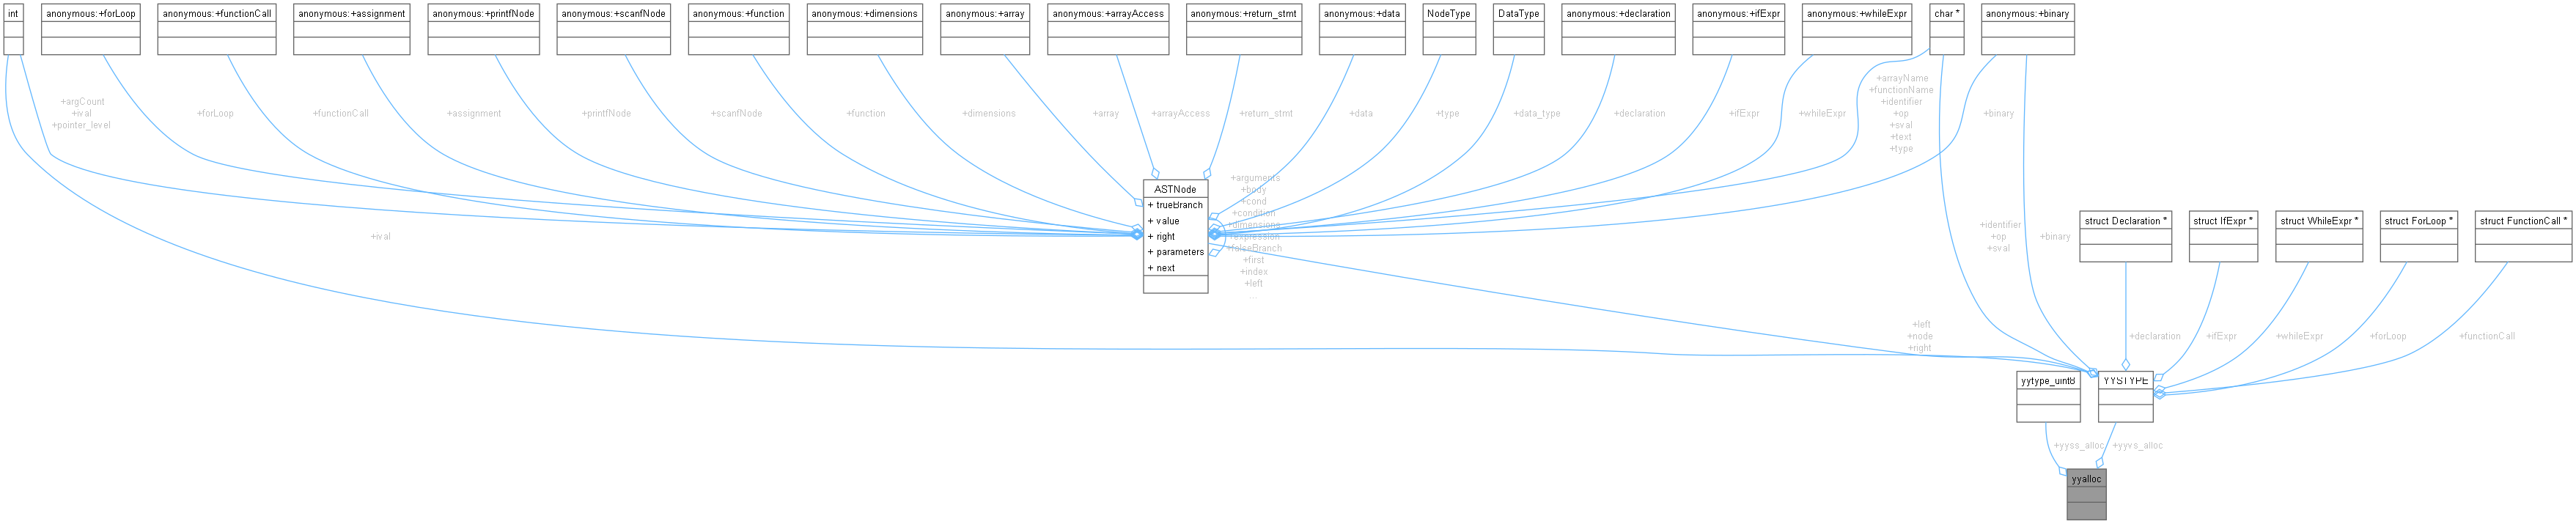 int
anonymous:+forLoop
anonymous:+functionCall
anonymous:+assignment
anonymous:+printfNode
anonymous:+scanfNode
anonymous:+function
anonymous:+dimensions
anonymous:+array
anonymous:+arrayAccess
anonymous:+return_stmt
anonymous:+data
NodeType
DataType
anonymous:+declaration
anonymous:+ifExpr
anonymous:+whileExpr
char *
anonymous:+binary
+argCount
+ival
+pointer_level
+forLoop
+functionCall
+assignment
+printfNode
+scanfNode
+function
+dimensions
+array
+arrayAccess
+return_stmt
+data
+type
+data_type
+declaration
+ifExpr
+whileExpr
+arrayName
+functionName
+identifier
+op
+sval
+text
+type
+binary
ASTNode
+ trueBranch
+ value
+ right
+ parameters
+ next
+arguments
+body
+cond
+condition
+dimensions
+expression
+falseBranch
+first
+index
+left
...
struct Declaration *
struct IfExpr *
struct WhileExpr *
struct ForLoop *
struct FunctionCall *
+ival
+identifier
+op
+sval
+binary
+left
+node
+right
+declaration
+ifExpr
+whileExpr
+forLoop
+functionCall
yytype_uint8
YYSTYPE
+yyss_alloc
+yyvs_alloc
yyalloc